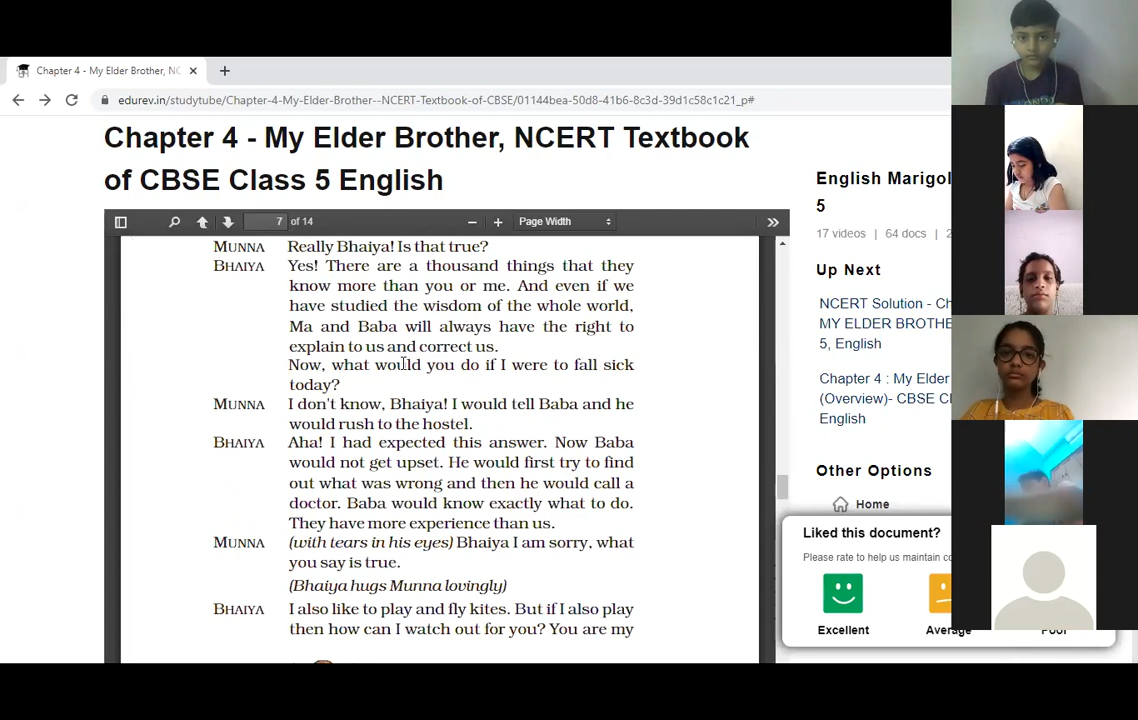 Chapter 4 - My Elder Brother, NC
edurev.in/studytube/Chapter-4-My-Elder-Brother--NCERT-Textbook-of-CBSE/01144bea-50d8-41b6-8c3d-39d1c58c1c21_p#
Chapter 4 - My Elder Brother, NCERT Textbook
of CBSE Class 5 English
7 of 14
Page Width
MUNNA Really Bhaiya! Is that true?
BHAIYA Yes! There are a thousand things that they
know more than you or me. And even if we
have studied the wisdom of the whole world,
Ma and Baba will always have the right to
explain to us and correct us.
Now, what would you do if I were to fall sick
today?
MUNNA I don't know, Bhaiya! I would tell Baba and he
would rush to the hostel.
BHAIYA Aha! I had expected this answer. Now Baba
would not get upset. He would first try to find
out what was wrong and then he would call a
doctor. Baba would know exactly what to do.
They have more experience than us.
MUNNA (with tears in his eyes) Bhaiya I am sorry, what
you say is true.
(Bhaiya hugs Munna lovingly)
BHAIYA I also like to play and fly kites. But if I also play
then how can I watch out for you? You are my
English Marigol
5
17 videos | 64 docs | 2
Up Next
NCERT Solution - Ch
MY ELDER BROTHE
5, English
Chapter 4 : My Elder
(Overview)- CBSE Cl
English
Other Options
Home
Liked this document?
Please rate to help us maintain co
Excellent
Average
Poor